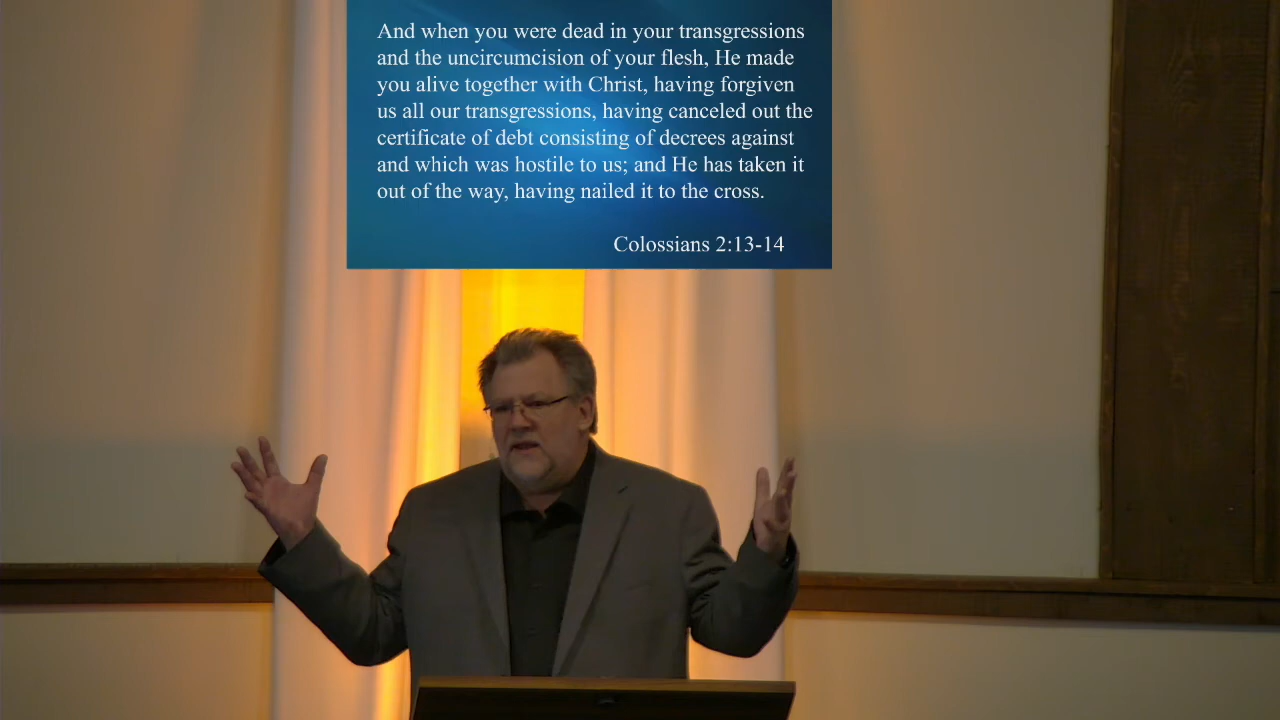 And when you were dead in your transgressions
and the uncircumcision of your flesh, He made
you alive together with Christ, having forgiven
us all our transgressions, having canceled out the
certificate of debt consisting of decrees against
and which was hostile to us; and He has taken it
out of the way, having nailed it to the cross.
Colossians 2:13-14